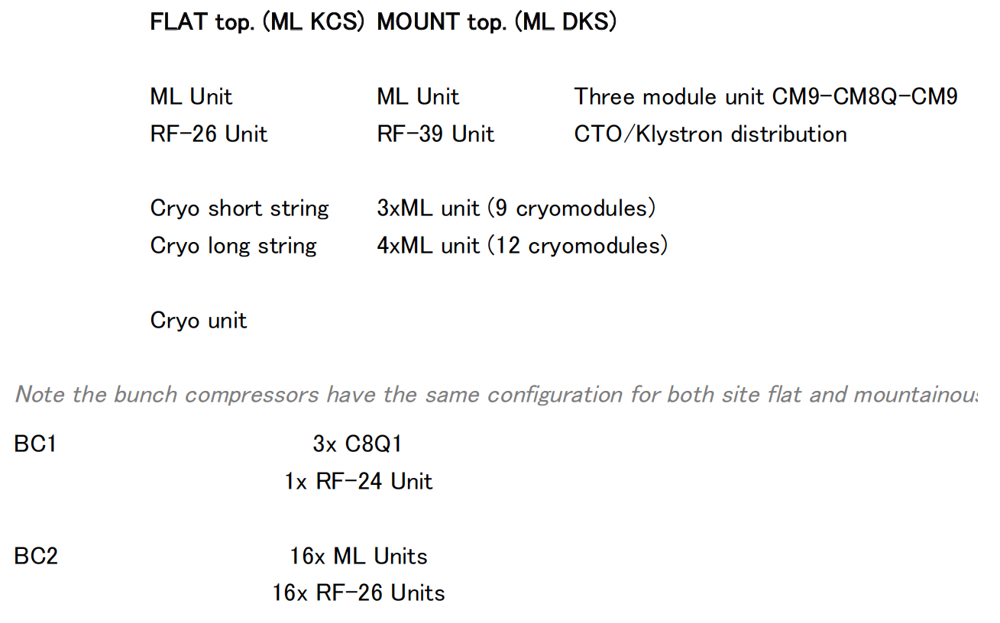 FLAT top. (ML KCS) MOUNT top. (ML DKS)
ML Unit ML Unit Three module unit CM9-CM8Q-CM9
RF-26 Unit RF-39 Unit CTO/Klystron distribution
Cryo short string 3xML unit (9 cryomodules)
Cryo long string 4xML unit (12 cryomodules)
Cryo unit
Note the bunch compressors have the same configuration for both site flat and mountainous
BC1 3x C8Q1
1x RF-24 Unit
BC2 16x ML Units
16x RF-26 Units